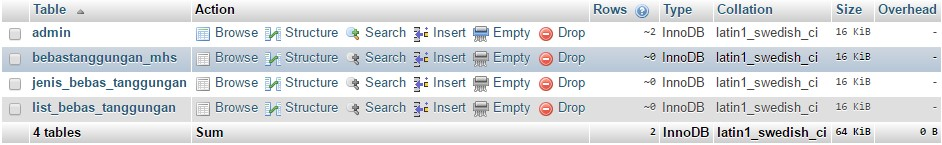 Table Action Rows Type Collation Size Overhead
admin Browse Structure Search Insert Empty Drop ~2 InnoDB latin1_swedish_ci 16 KiB -
bebastanggungan_mhs Browse Structure Search Insert Empty Drop ~0 InnoDB latin1_swedish_ci 16 KiB -
jenis_bebas_tanggungan Browse Structure Search Insert Empty Drop ~0 InnoDB latin1_swedish_ci 16 KiB -
list_bebas_tanggungan Browse Structure Search Insert Empty Drop ~0 InnoDB latin1_swedish_ci 16 KiB -
4 tables Sum 2 InnoDB latin1_swedish_ci 64 KiB 0 B